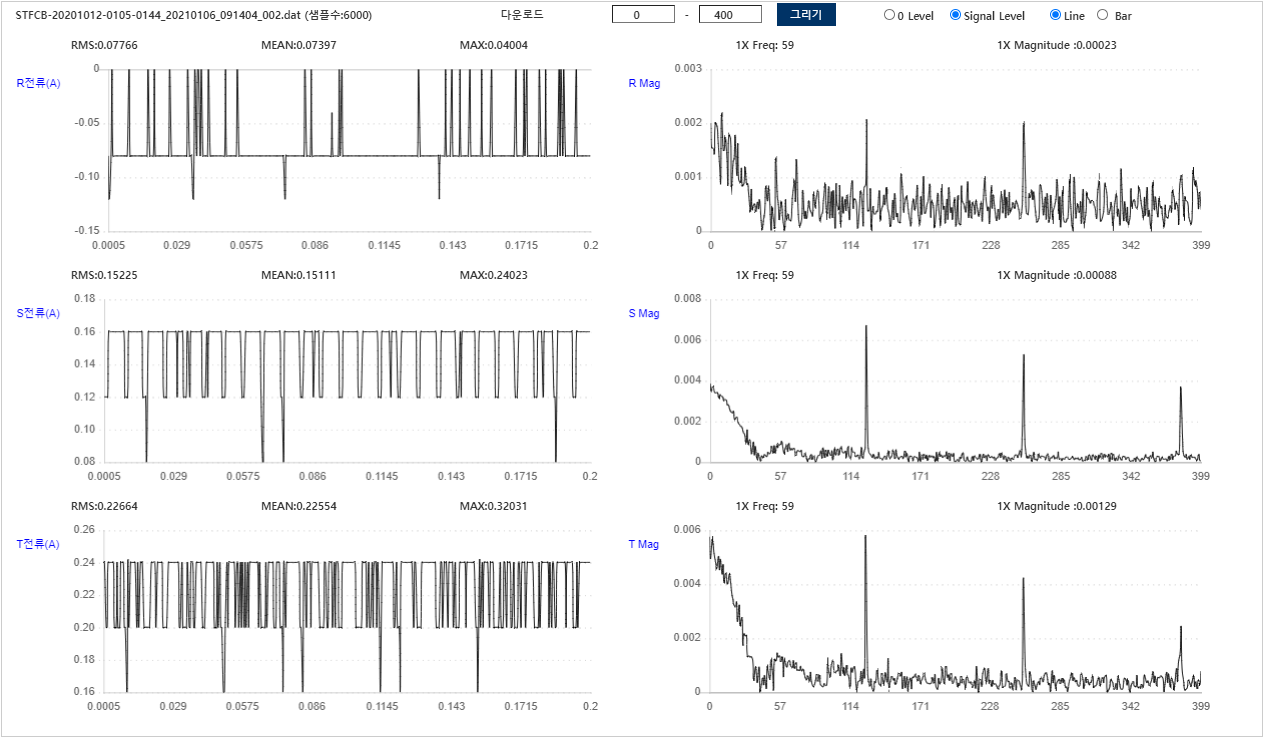 STFCB-20201012-0105-0144_20210106_091404_002.dat (샘플수:6000) 다운로드 0 - 400 그리기 0 Level Signal Level Line Bar
RMS:0.07766 MEAN:0.07397 MAX:0.04004 1X Freq: 59 1X Magnitude :0.00023
R전류(A)
0
-0.05
-0.10
-0.15
0.0005 0.029 0.0575 0.086 0.1145 0.143 0.1715 0.2
R Mag
0.003
0.002
0.001
0
0 57 114 171 228 285 342 399
RMS:0.15225 MEAN:0.15111 MAX:0.24023 1X Freq: 59 1X Magnitude :0.00088
S전류(A)
0.18
0.16
0.14
0.12
0.10
0.08
0.0005 0.029 0.0575 0.086 0.1145 0.143 0.1715 0.2
S Mag
0.008
0.006
0.004
0.002
0
0 57 114 171 228 285 342 399
RMS:0.22664 MEAN:0.22554 MAX:0.32031 1X Freq: 59 1X Magnitude :0.00129
T전류(A)
0.26
0.24
0.22
0.20
0.18
0.16
0.0005 0.029 0.0575 0.086 0.1145 0.143 0.1715 0.2
T Mag
0.006
0.004
0.002
0
0 57 114 171 228 285 342 399